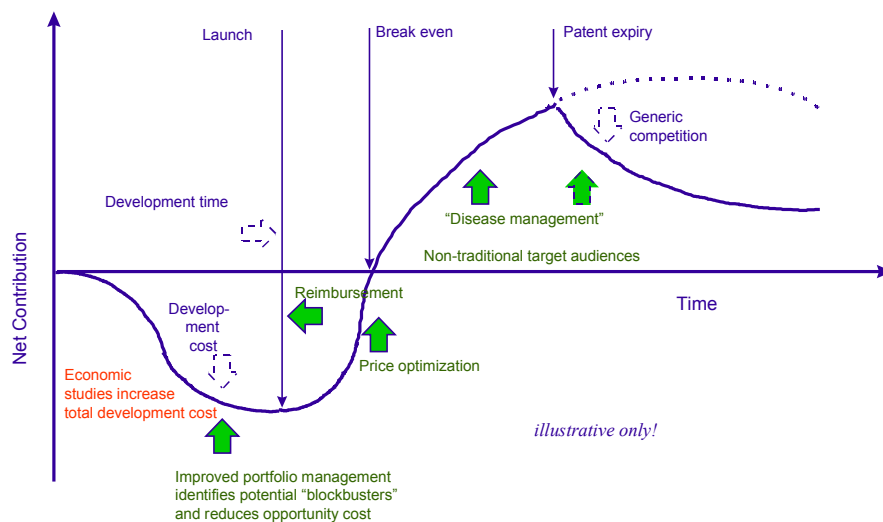 Launch
Break even
Patent expiry
Generic
competition
Development time
“Disease management”
Non-traditional target audiences
Net Contribution
Time
Reimbursement
Develop-
ment
cost
Price optimization
Economic
studies increase
total development cost
illustrative only!
Improved portfolio management
identifies potential “blockbusters”
and reduces opportunity cost